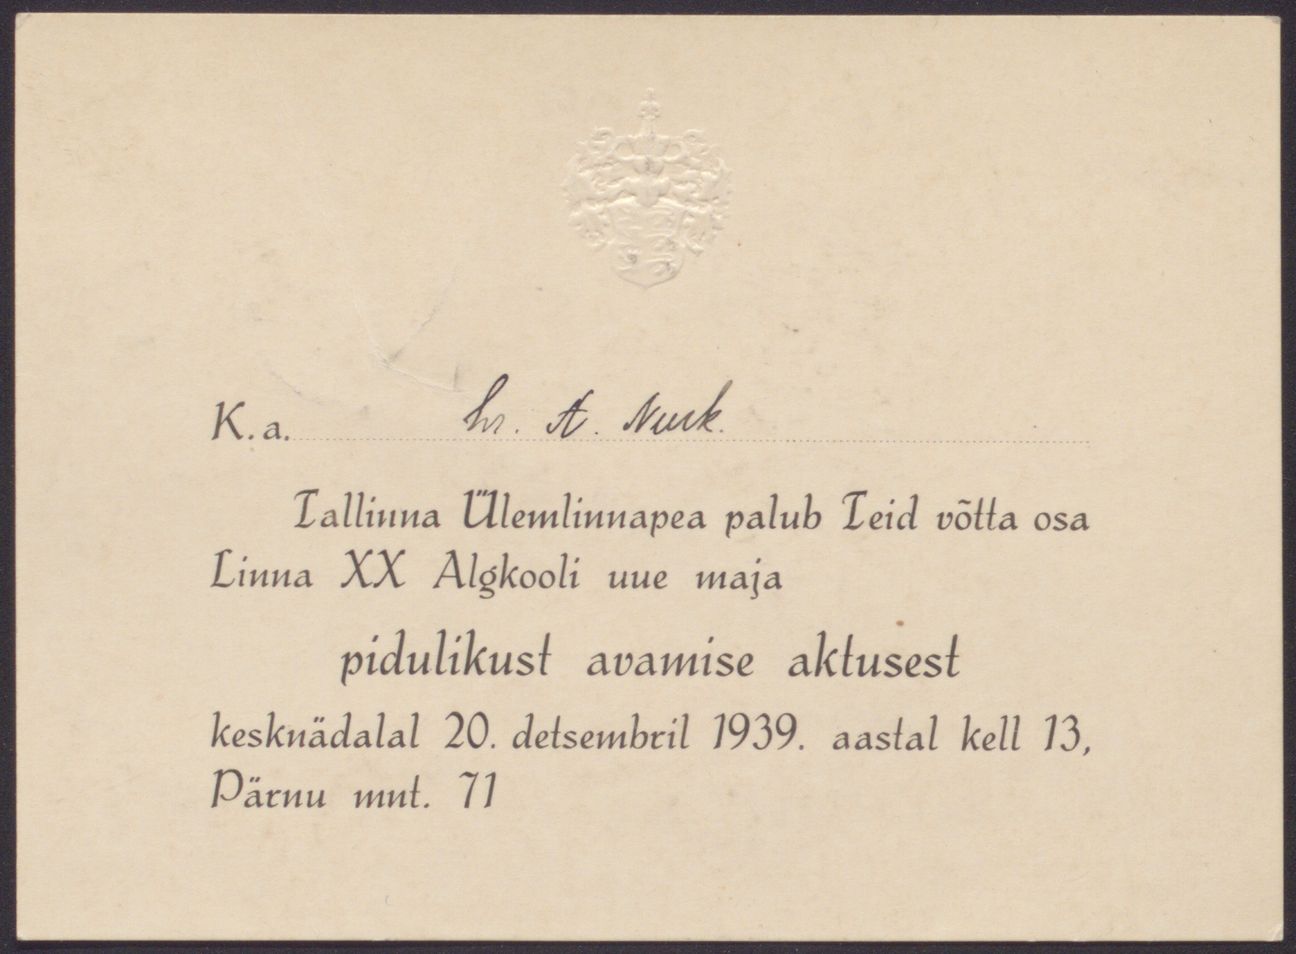 K.a. hr. A. Nurk.
Tallinna Ülemlinnapea palub Teid võtta osa
Linna XX Algkooli uue maja
pidulikust avamise aktusest
kesknädalal 20. detsembril 1939. aastal kell 13,
Pärnu mnt. 71